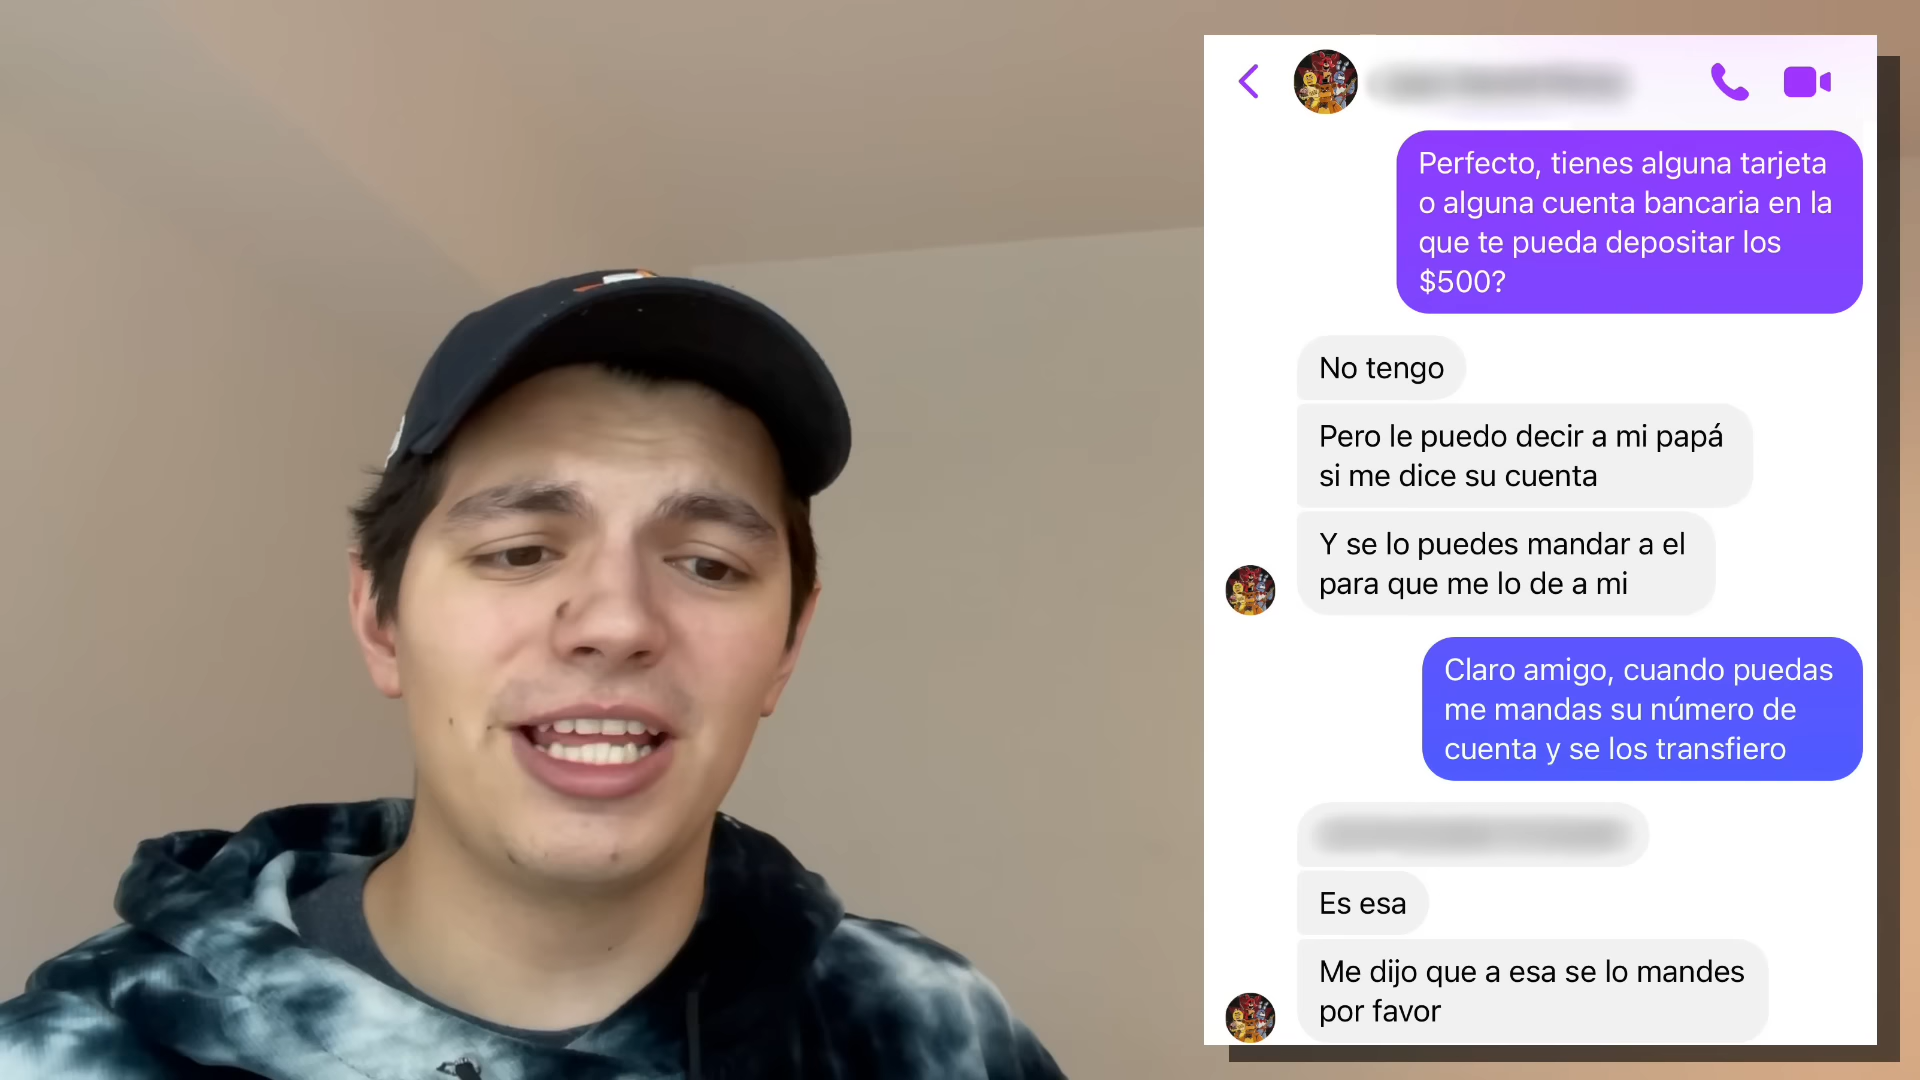 Perfecto, tienes alguna tarjeta
o alguna cuenta bancaria en la
que te pueda depositar los
$500?
No tengo
Pero le puedo decir a mi papá
si me dice su cuenta
Y se lo puedes mandar a el
para que me lo de a mi
Claro amigo, cuando puedas
me mandas su número de
cuenta y se los transfiero
Es esa
Me dijo que a esa se lo mandes
por favor